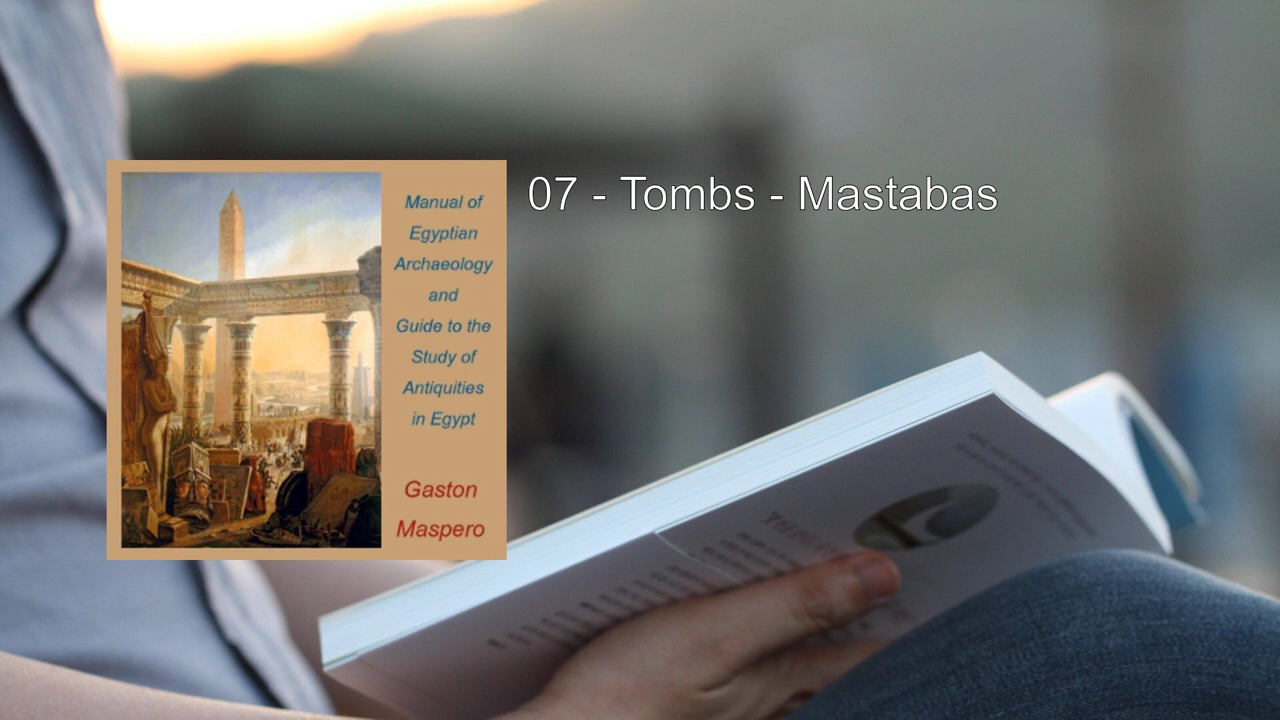 07 - Tombs - Mastabas
Manual of
Egyptian
Archaeology
and
Guide to the
Study of
Antiquities
in Egypt
Gaston
Maspero